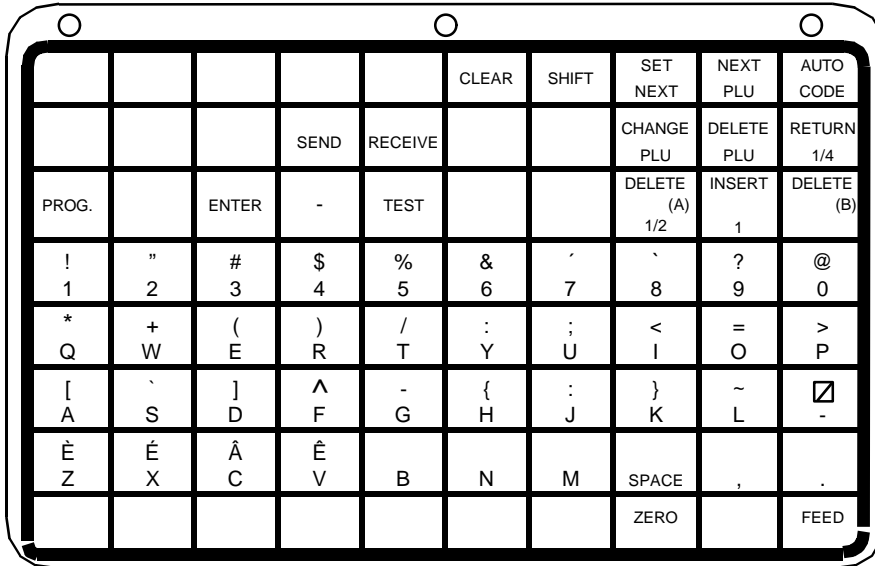 CLEAR SHIFT SET NEXT AUTO
NEXT PLU CODE
SEND RECEIVE CHANGE DELETE RETURN
PLU PLU 1/4
PROG. ENTER - TEST DELETE INSERT DELETE
(A) (B)
1/2 1
! ” # $ % & ´ ` ? @
1 2 3 4 5 6 7 8 9 0
* + ( ) / : ; < = >
Q W E R T Y U I O P
[ ` ] ^ - { : } ~
A S D F G H J K L -
È É Â Ê
Z X C V B N M SPACE , .
ZERO FEED